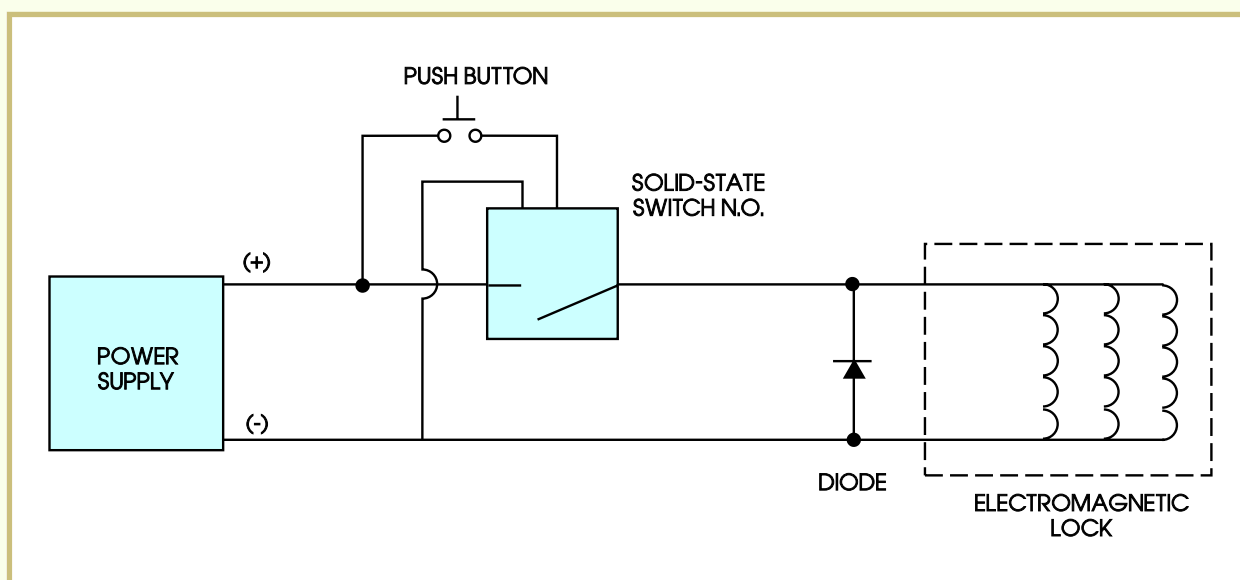 PUSH BUTTON
SOLID-STATE
SWITCH N.O.
(+)
POWER
SUPPLY
(-)
DIODE
ELECTROMAGNETIC
LOCK